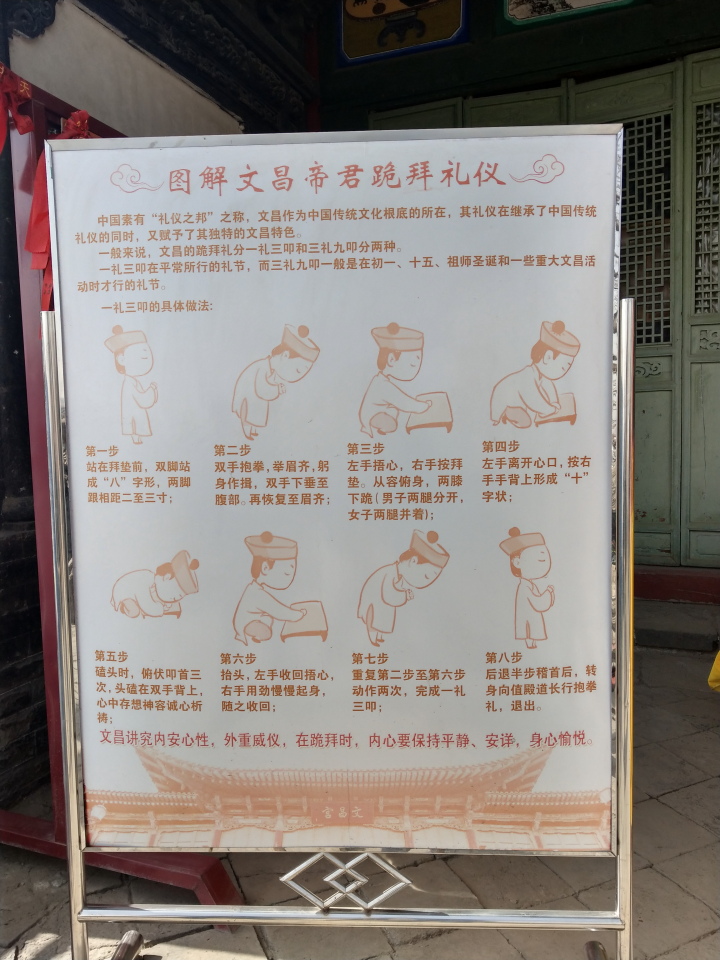 图解文昌帝君跪拜礼仪
中国素有“礼仪之邦”之称，文昌作为中国传统文化根底的所在，其礼仪在继承了中国传统
礼仪的同时，又赋予了其独特的文昌特色。
一般来说，文昌的跪拜礼分一礼三叩和三礼九叩分两种。
一礼三叩在平常所行的礼节，而三礼九叩一般是在初一、十五、祖师圣诞和一些重大文昌活
动时才行的礼节。
一礼三叩的具体做法：
第一步
站在拜垫前，双脚站
成“八”字形，两脚
跟相距二至三寸；
第二步
双手抱拳，举眉齐，躬
身作揖，双手下垂至
腹部。再恢复至眉齐；
第三步
左手捂心，右手按拜
垫。从容俯身，两膝
下跪（男子两腿分开，
女子两腿并着）；
第四步
左手离开心口，按右
手手背上形成“十”
字状；
第五步
磕头时，俯伏叩首三
次，头磕在双手背上，
心中存想神容诚心祈
祷；
第六步
抬头，左手收回捂心，
右手用劲慢慢起身，
随之收回；
第七步
重复第二步至第六步
动作两次，完成一礼
三叩；
第八步
后退半步稽首后，转
身向值殿道长行抱拳
礼，退出。
文昌讲究内安心性，外重威仪，在跪拜时，内心要保持平静、安详，身心愉悦。
宫昌文